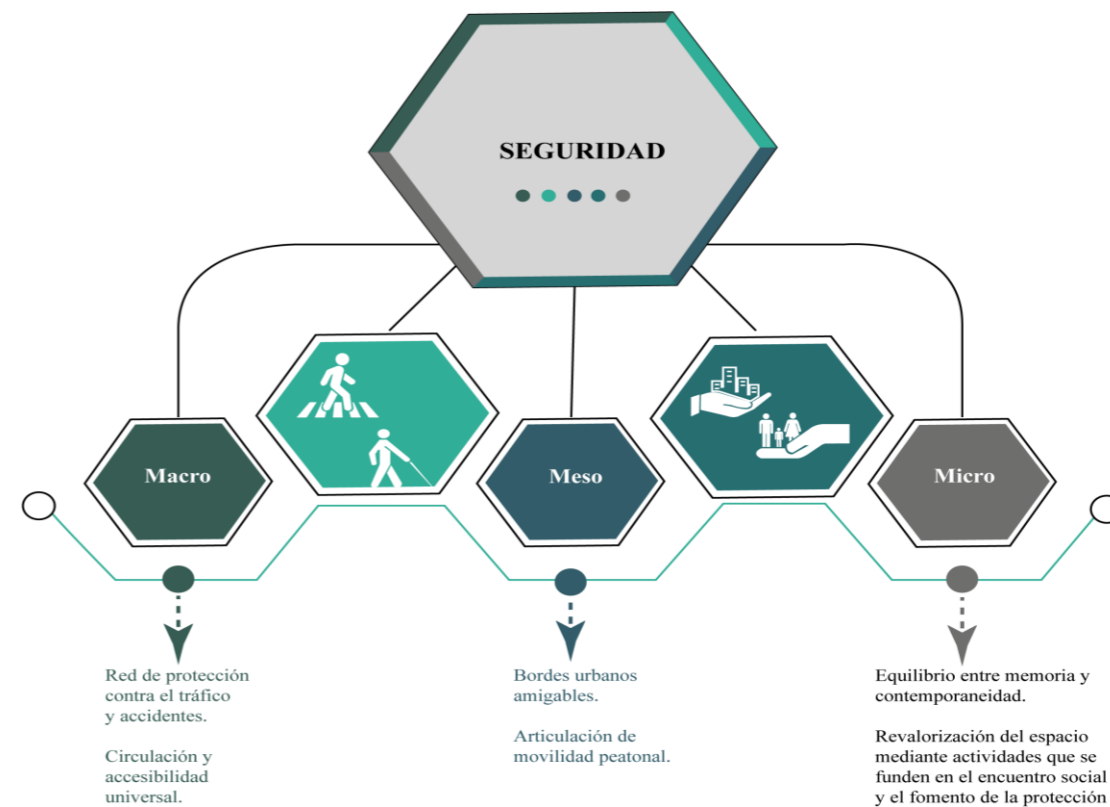 SEGURIDAD
Macro
Meso
Micro
Red de protección
contra el tráfico
y accidentes.
Circulación y
accesibilidad
universal.
Bordes urbanos
amigables.
Articulación de
movilidad peatonal.
Equilibrio entre memoria y
contemporaneidad.
Revalorización del espacio
mediante actividades que se
funden en el encuentro social
y el fomento de la protección